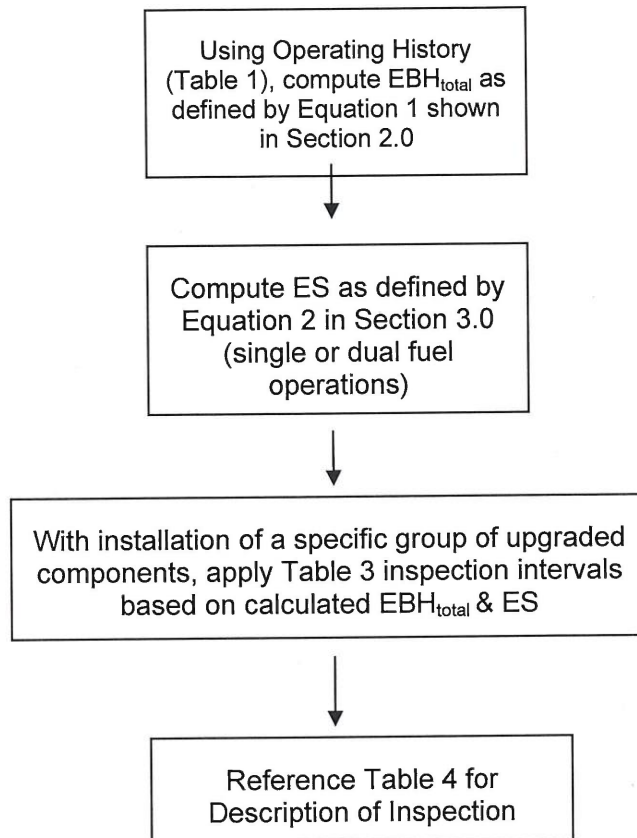 Using Operating History
(Table 1), compute EBHtotal as
defined by Equation 1 shown
in Section 2.0
Compute ES as defined by
Equation 2 in Section 3.0
(single or dual fuel
operations)
With installation of a specific group of upgraded
components, apply Table 3 inspection intervals
based on calculated EBHtotal & ES
Reference Table 4 for
Description of Inspection